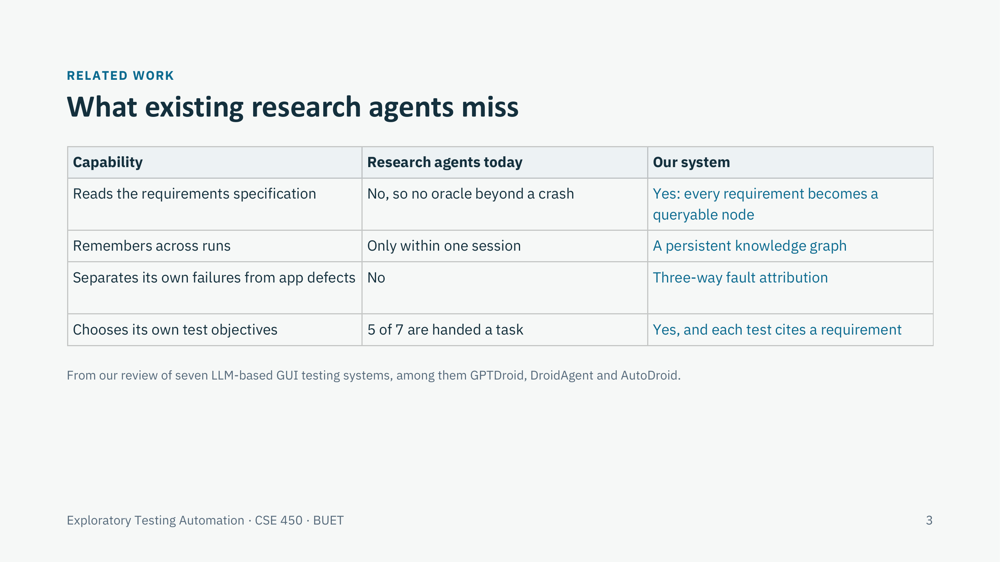 RELATED WORK
What existing research agents miss
Capability
Research agents today
Our system
Reads the requirements specification
No, so no oracle beyond a crash
Yes: every requirement becomes a
queryable node
Remembers across runs
Only within one session
A persistent knowledge graph
Separates its own failures from app defects
No
Three-way fault attribution
Chooses its own test objectives
5 of 7 are handed a task
Yes, and each test cites a requirement
From our review of seven LLM-based GUI testing systems, among them GPTDroid, DroidAgent and AutoDroid.
Exploratory Testing Automation · CSE 450 · BUET
3